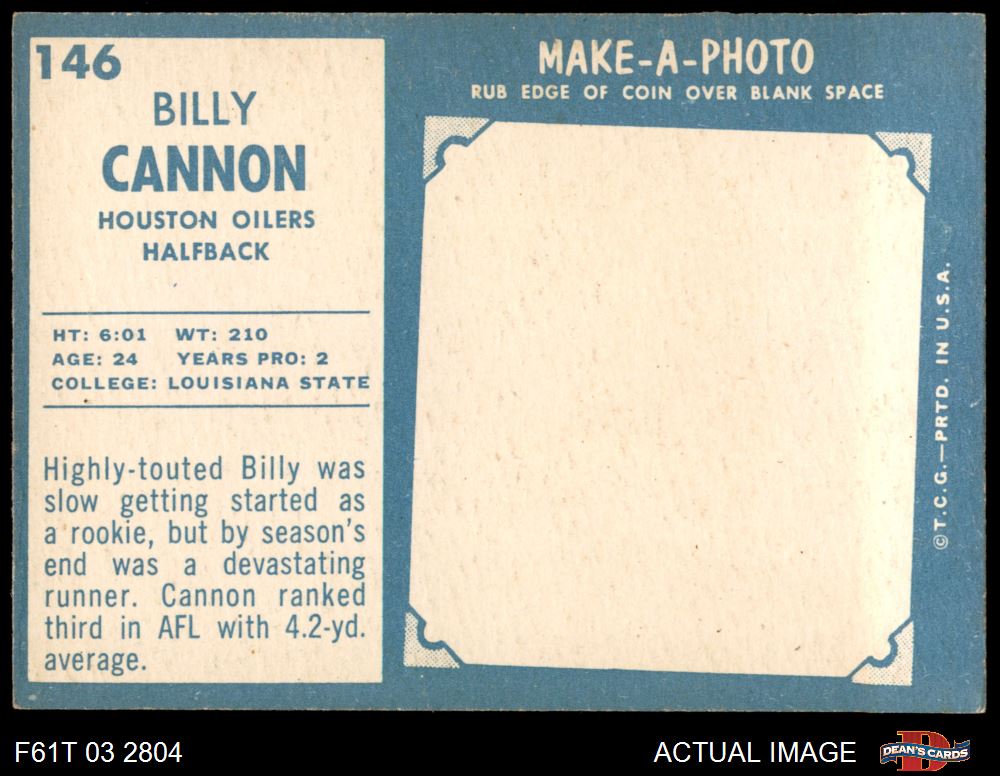 146
BILLY
CANNON
HOUSTON OILERS
HALFBACK
HT: 6:01 WT: 210
AGE: 24 YEARS PRO: 2
COLLEGE: LOUISIANA STATE
Highly-touted Billy was
slow getting started as
a rookie, but by season's
end was a devastating
runner. Cannon ranked
third in AFL with 4.2-yd.
average.
MAKE-A-PHOTO
RUB EDGE OF COIN OVER BLANK SPACE
©T.C.G.—PRTD. IN U.S.A.
F61T 03 2804
ACTUAL IMAGE
D
DEAN'S CARDS